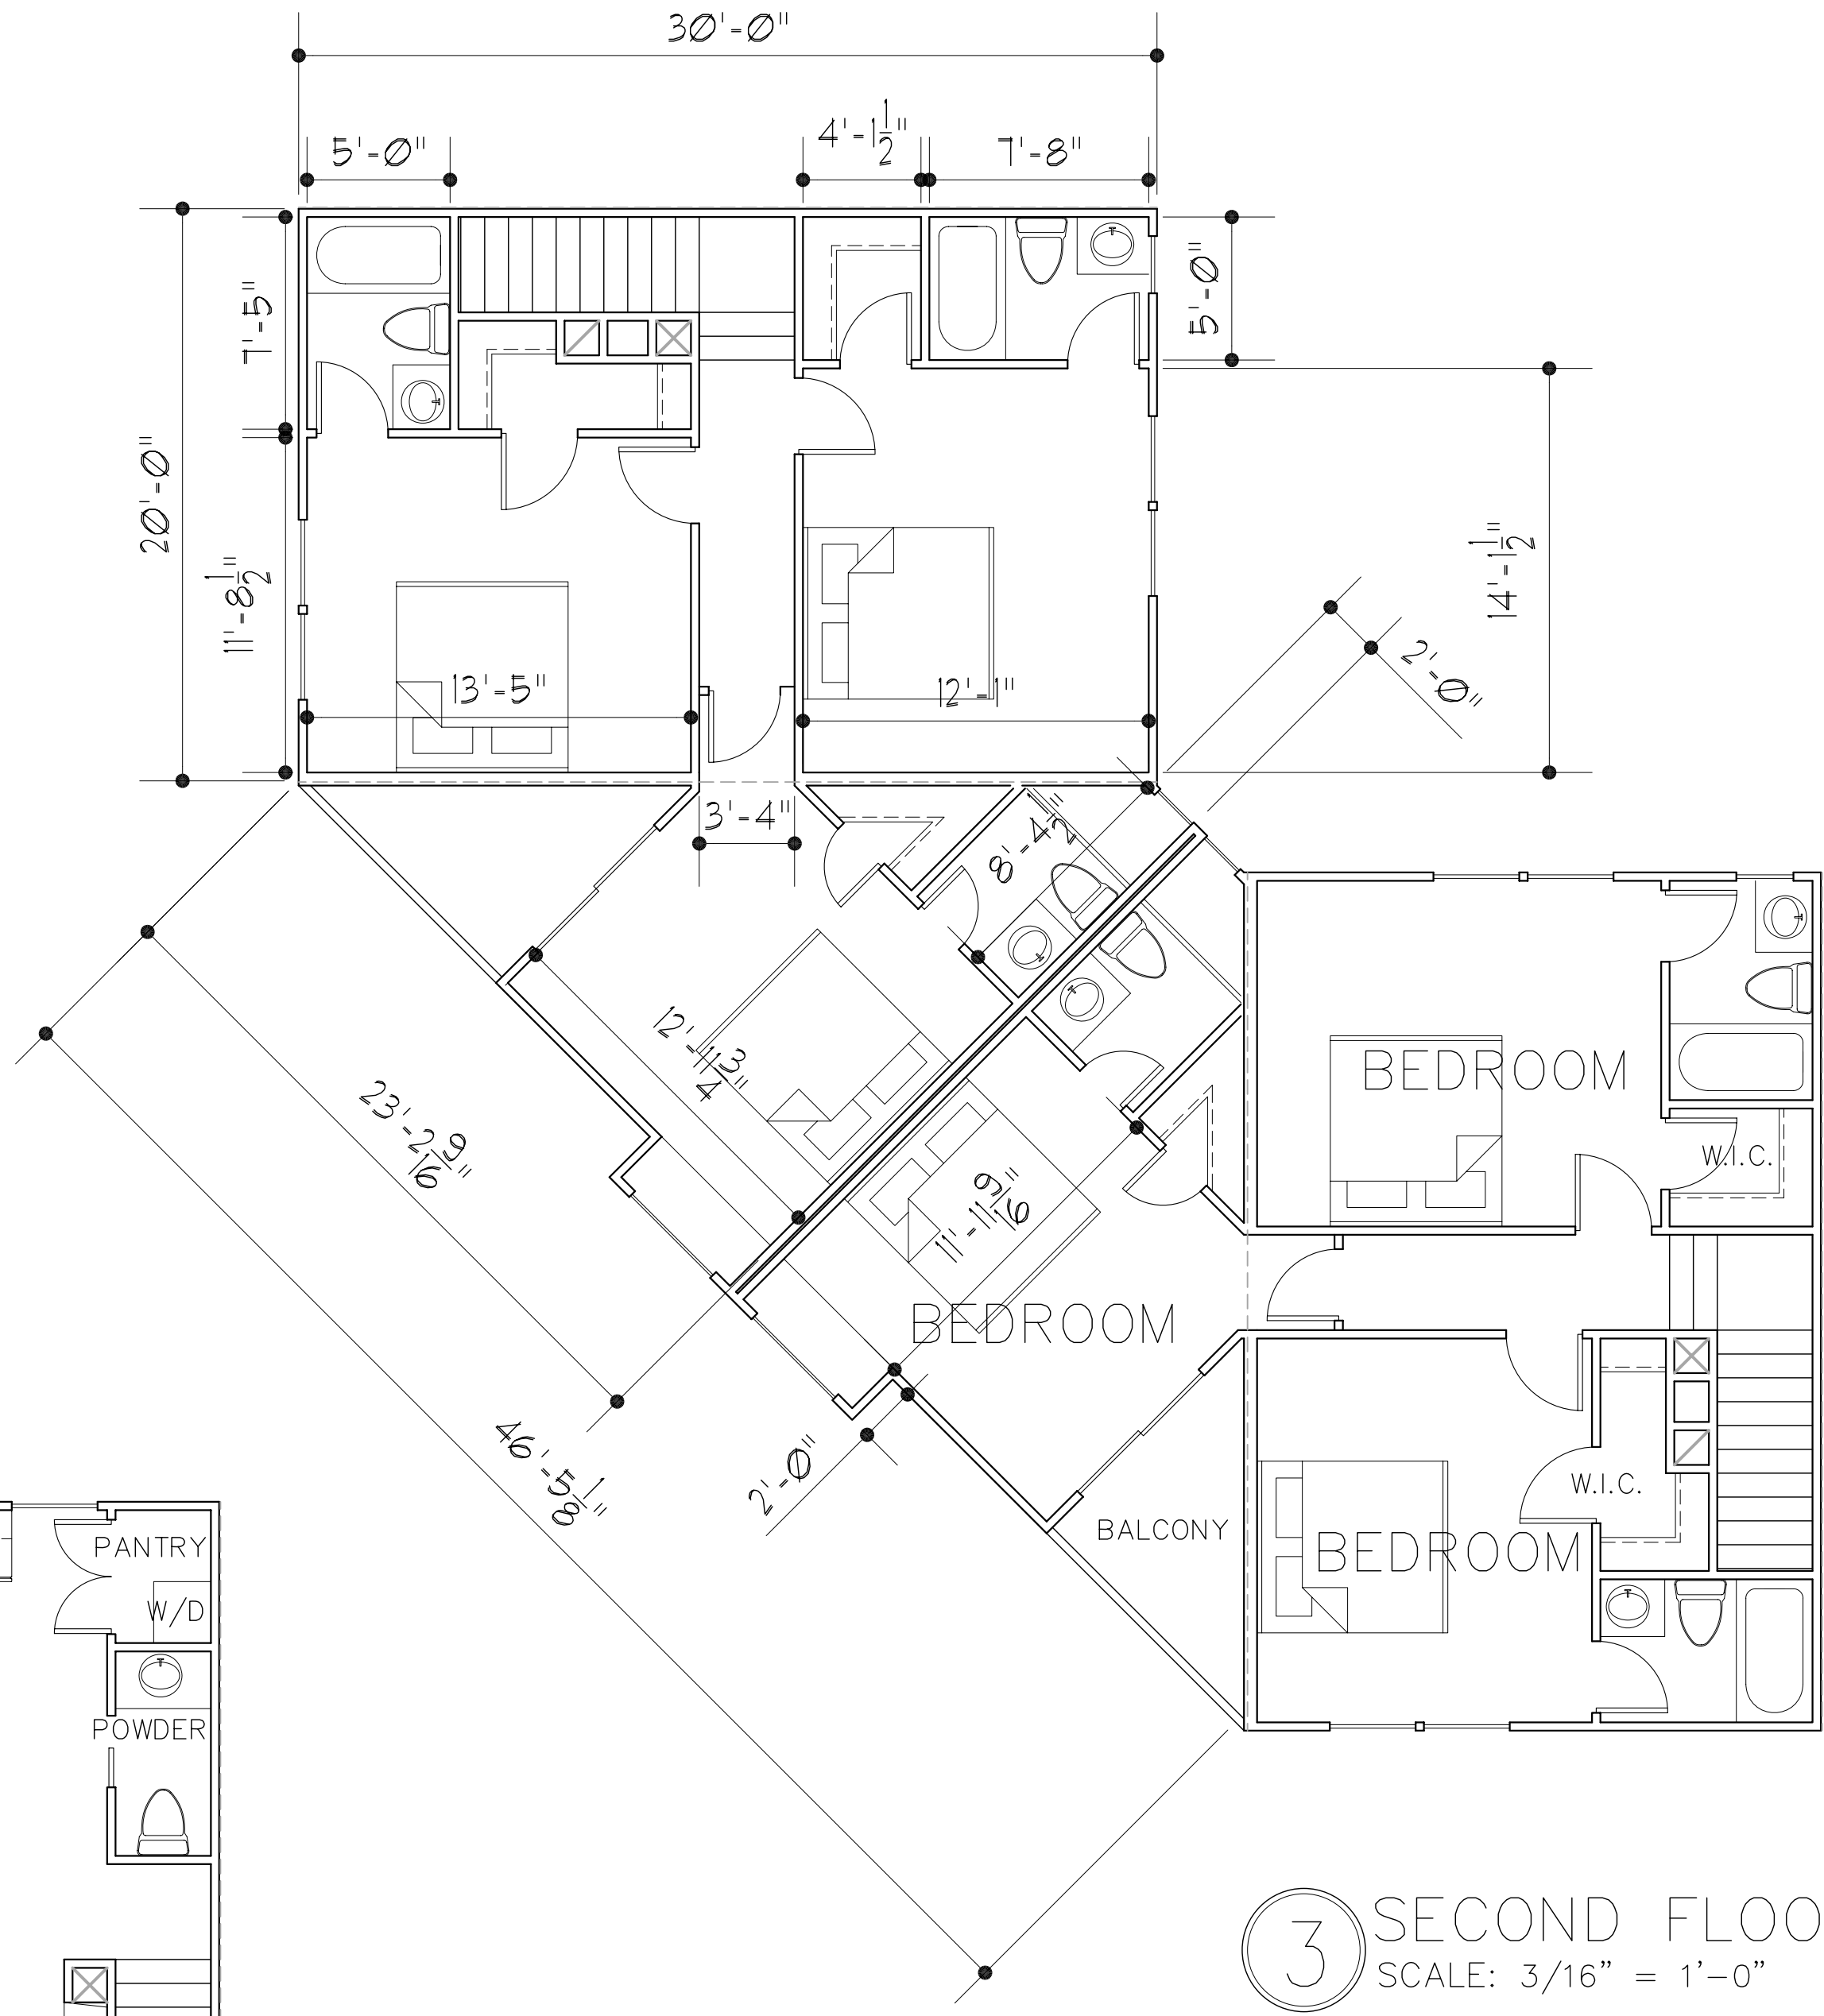 30'-0"
5'-0"
4'-1 1/2"
7'-8"
7'-5"
5'-0"
20'-0"
11'-8 1/2"
14'-1 1/2"
13'-5"
12'-1"
2'-0"
3'-4"
8'-4 1/2"
12'-11 3/4"
23'-2 9/16"
11'-11 9/16"
46'-5 1/8"
2'-0"
BEDROOM
W.I.C.
BEDROOM
W.I.C.
BALCONY
BEDROOM
PANTRY
W/D
POWDER
3
SECOND FLOO
SCALE: 3/16" = 1'-0"